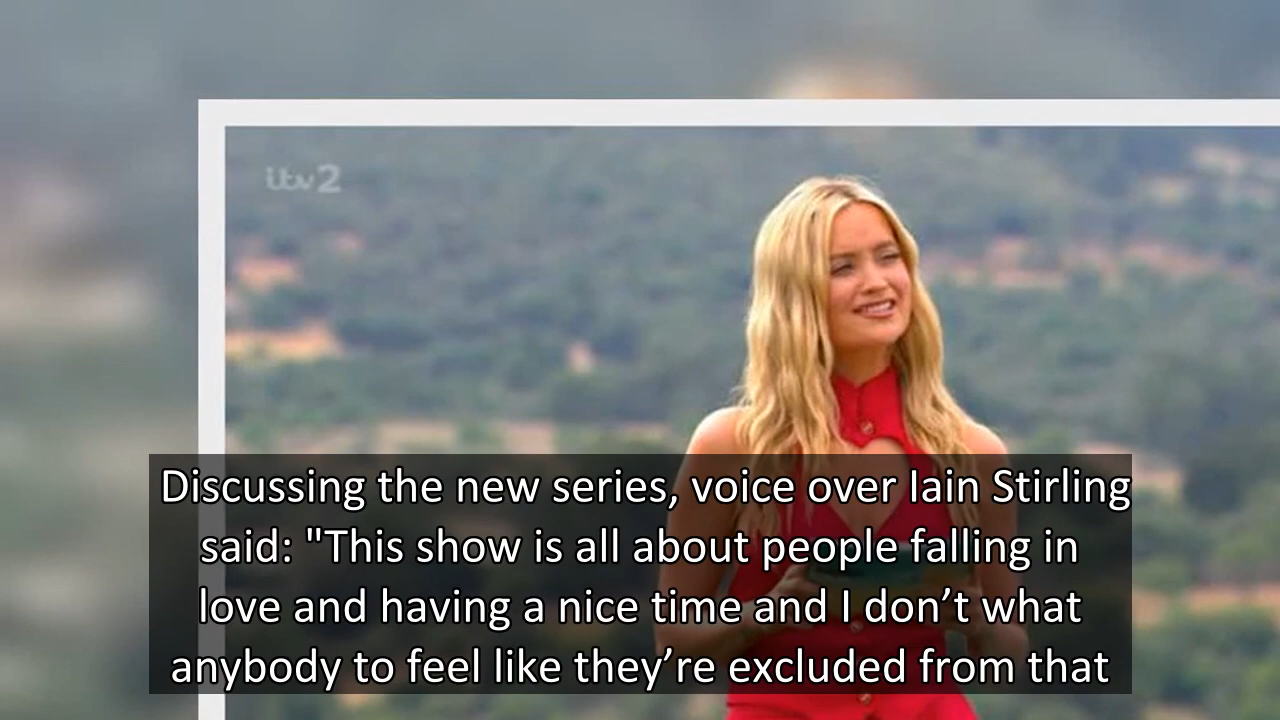 itv2
Discussing the new series, voice over Iain Stirling
said: "This show is all about people falling in
love and having a nice time and I don’t what
anybody to feel like they’re excluded from that